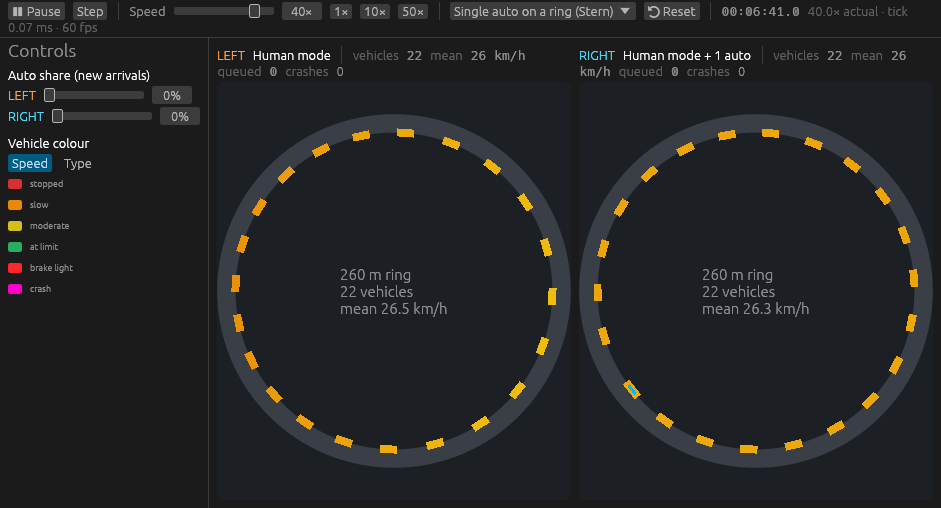 Pause Step Speed 40× 1× 10× 50× Single auto on a ring (Stern) Reset 00:06:41.0 40.0× actual · tick
0.07 ms · 60 fps
Controls
Auto share (new arrivals)
LEFT 0%
RIGHT 0%
Vehicle colour
Speed Type
stopped
slow
moderate
at limit
brake light
crash
LEFT Human mode vehicles 22 mean 26 km/h
queued 0 crashes 0
260 m ring
22 vehicles
mean 26.5 km/h
RIGHT Human mode + 1 auto vehicles 22 mean 26
km/h queued 0 crashes 0
260 m ring
22 vehicles
mean 26.3 km/h